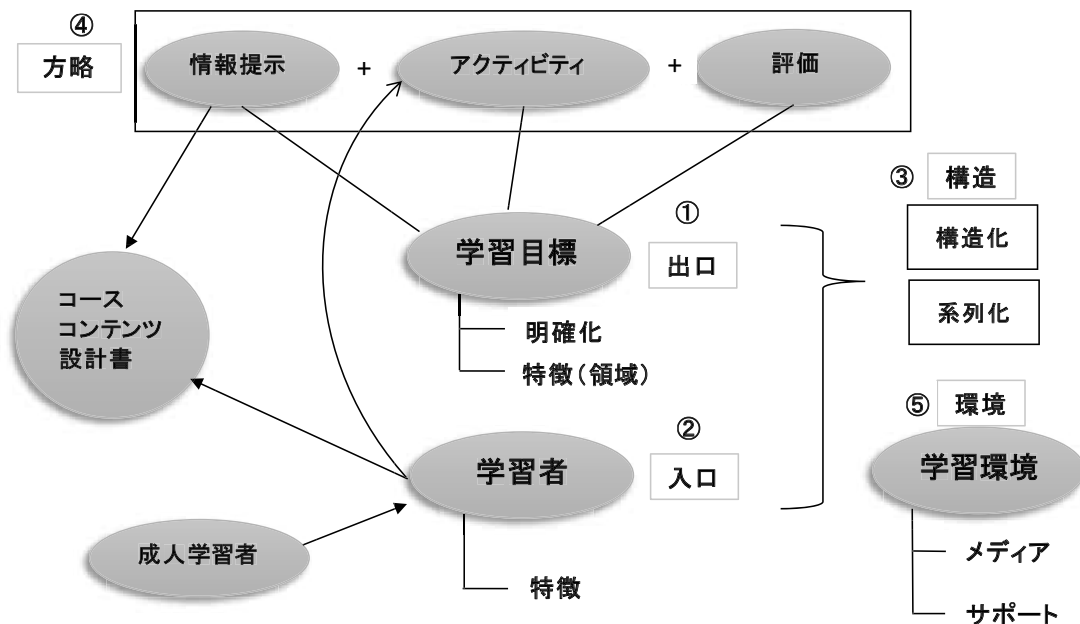 ④
方略
情報提示
+
アクティビティ
+
評価
③
構造
構造化
系列化
①
学習目標
出口
明確化
特徴(領域)
コース
コンテンツ
設計書
②
学習者
入口
特徴
成人学習者
⑤
環境
学習環境
メディア
サポート